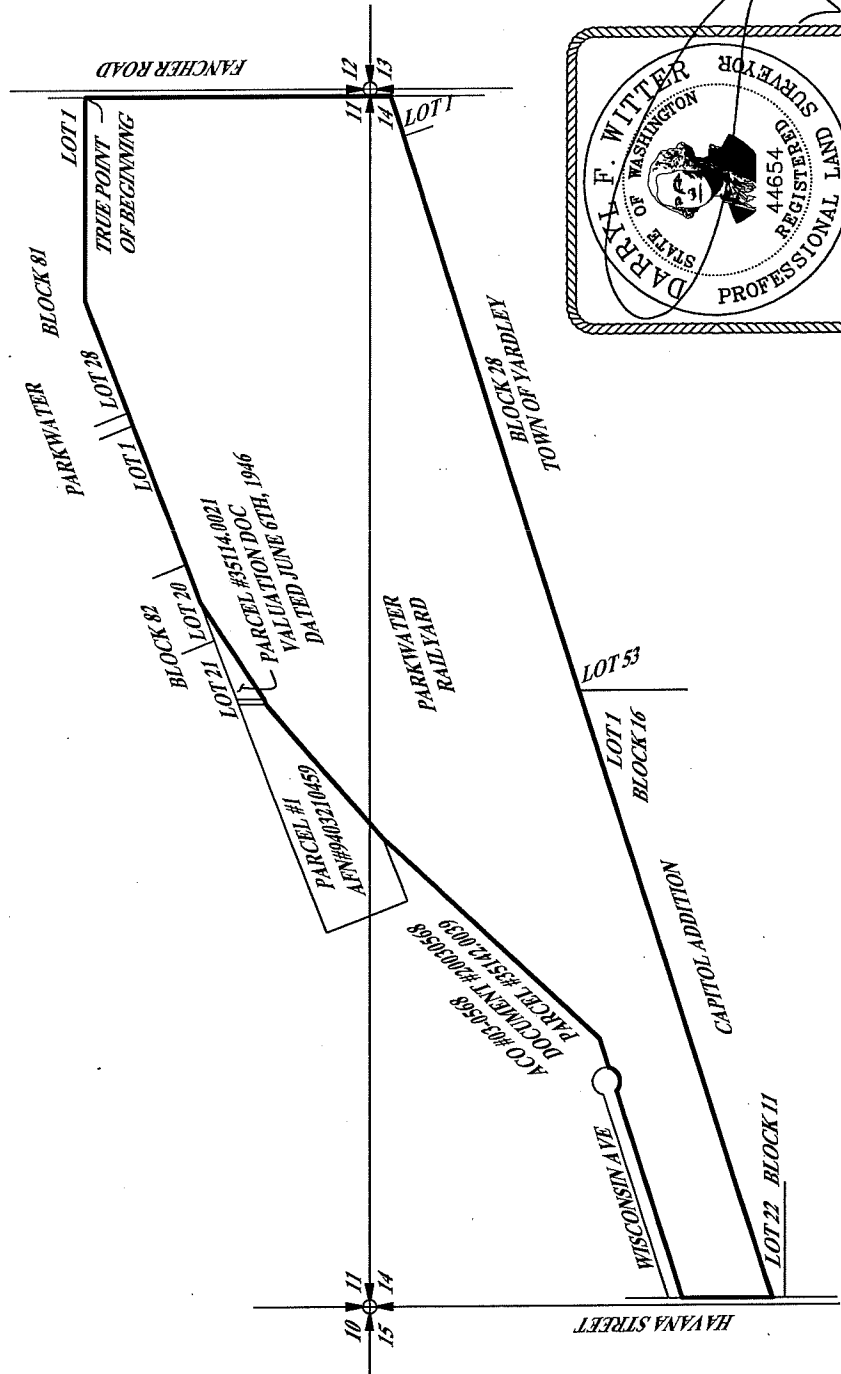 FANCHER ROAD
LOT 1
TRUE POINT
OF BEGINNING
BLOCK 81
PARKWATER
LOT 28
LOT 1
BLOCK 82
LOT 20
LOT 21
PARCEL #35114.0021
VALUATION DOC
DATED JUNE 6TH, 1946
PARCEL #1
AFN#9403210459
11 12
14 13
LOT 1
BLOCK 28
TOWN OF YARDLEY
PARKWATER
RAILYARD
LOT 53
LOT 1
BLOCK 16
CAPITOL ADDITION
ACO #03-0568
DOCUMENT #20030568
PARCEL #35142.0039
WISCONSIN AVE
10 11
15 14
LOT 22 BLOCK 11
HAVANA STREET
DARRYL F. WITTER
STATE OF WASHINGTON
44654
REGISTERED
PROFESSIONAL LAND SURVEYOR